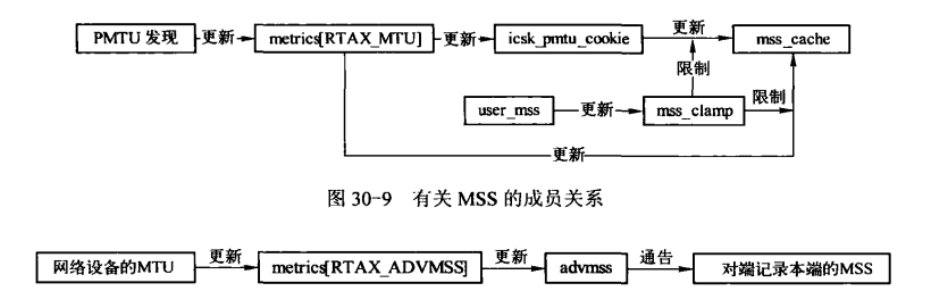 PMTU 发现 更新 metrics[RTAX_MTU] 更新 icsk_pmtu_cookie 更新 mss_cache
限制
user_mss 更新 mss_clamp 限制
更新
图 30-9 有关 MSS 的成员关系
网络设备的MTU 更新 metrics[RTAX_ADVMSS] 更新 advmss 通告 对端记录本端的MSS